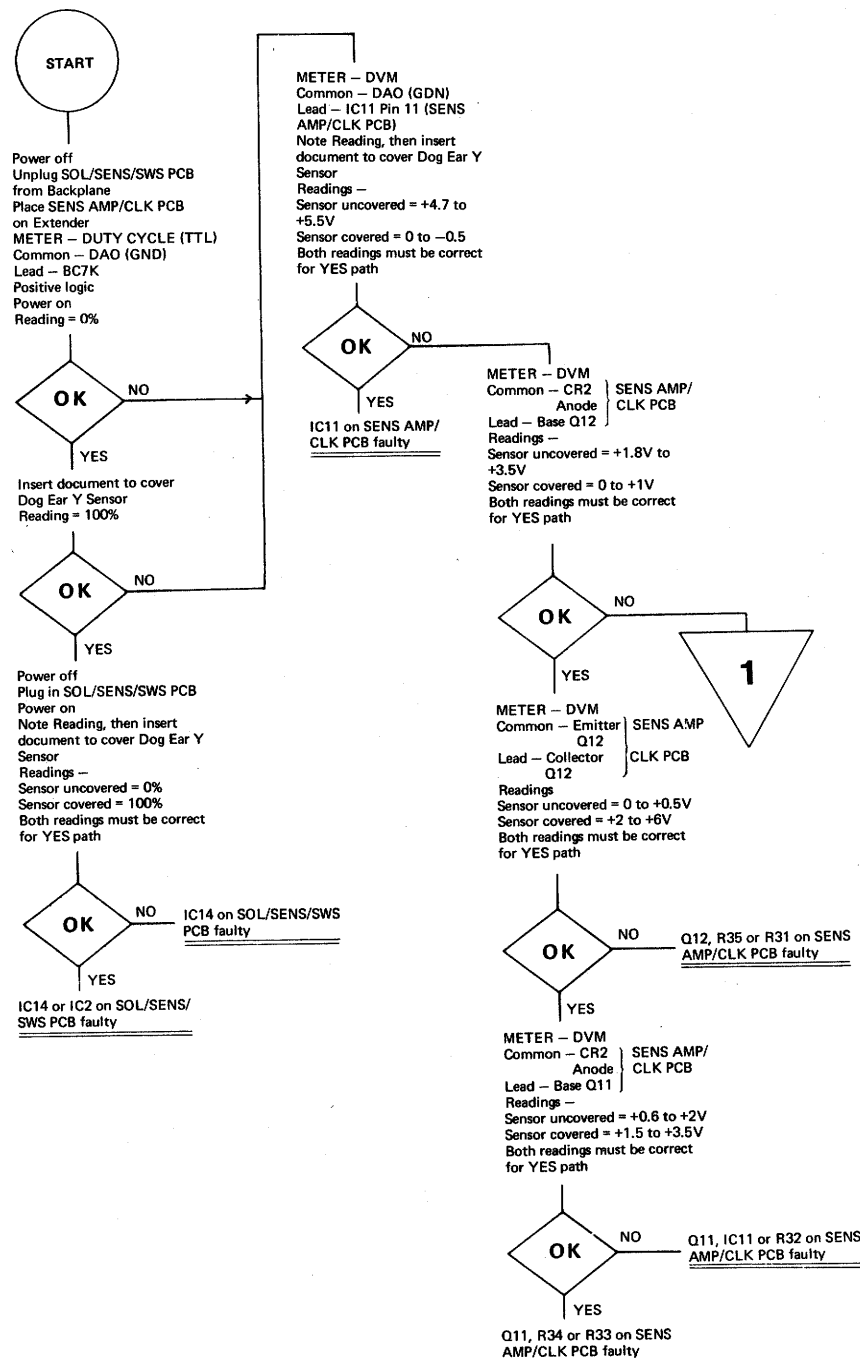 START
Power off
Unplug SOL/SENS/SWS PCB
from Backplane
Place SENS AMP/CLK PCB
on Extender
METER — DUTY CYCLE (TTL)
Common — DAO (GND)
Lead — BC7K
Positive logic
Power on
Reading = 0%
OK
NO
YES
Insert document to cover
Dog Ear Y Sensor
Reading = 100%
OK
NO
YES
Power off
Plug in SOL/SENS/SWS PCB
Power on
Note Reading, then insert
document to cover Dog Ear Y
Sensor
Readings —
Sensor uncovered = 0%
Sensor covered = 100%
Both readings must be correct
for YES path
OK
NO
IC14 on SOL/SENS/SWS
PCB faulty
YES
IC14 or IC2 on SOL/SENS/
SWS PCB faulty
METER — DVM
Common — DAO (GDN)
Lead — IC11 Pin 11 (SENS
AMP/CLK PCB)
Note Reading, then insert
document to cover Dog Ear Y
Sensor
Readings —
Sensor uncovered = +4.7 to
+5.5V
Sensor covered = 0 to —0.5
Both readings must be correct
for YES path
OK
NO
YES
IC11 on SENS AMP/
CLK PCB faulty
METER — DVM
Common — CR2 SENS AMP/
Anode CLK PCB
Lead — Base Q12
Readings —
Sensor uncovered = +1.8V to
+3.5V
Sensor covered = 0 to +1V
Both readings must be correct
for YES path
OK
NO
1
YES
METER — DVM
Common — Emitter SENS AMP
Q12
Lead — Collector CLK PCB
Q12
Readings
Sensor uncovered = 0 to +0.5V
Sensor covered = +2 to +6V
Both readings must be correct
for YES path
OK
NO
Q12, R35 or R31 on SENS
AMP/CLK PCB faulty
YES
METER — DVM
Common — CR2 SENS AMP/
Anode CLK PCB
Lead — Base Q11
Readings —
Sensor uncovered = +0.6 to +2V
Sensor covered = +1.5 to +3.5V
Both readings must be correct
for YES path
OK
NO
Q11, IC11 or R32 on SENS
AMP/CLK PCB faulty
YES
Q11, R34 or R33 on SENS
AMP/CLK PCB faulty